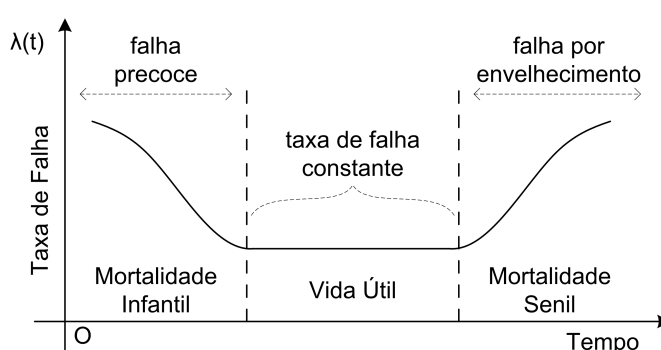 λ(t)
falha
precoce
falha por
envelhecimento
taxa de falha
constante
Taxa de Falha
Mortalidade
Infantil
Vida Útil
Mortalidade
Senil
O
Tempo